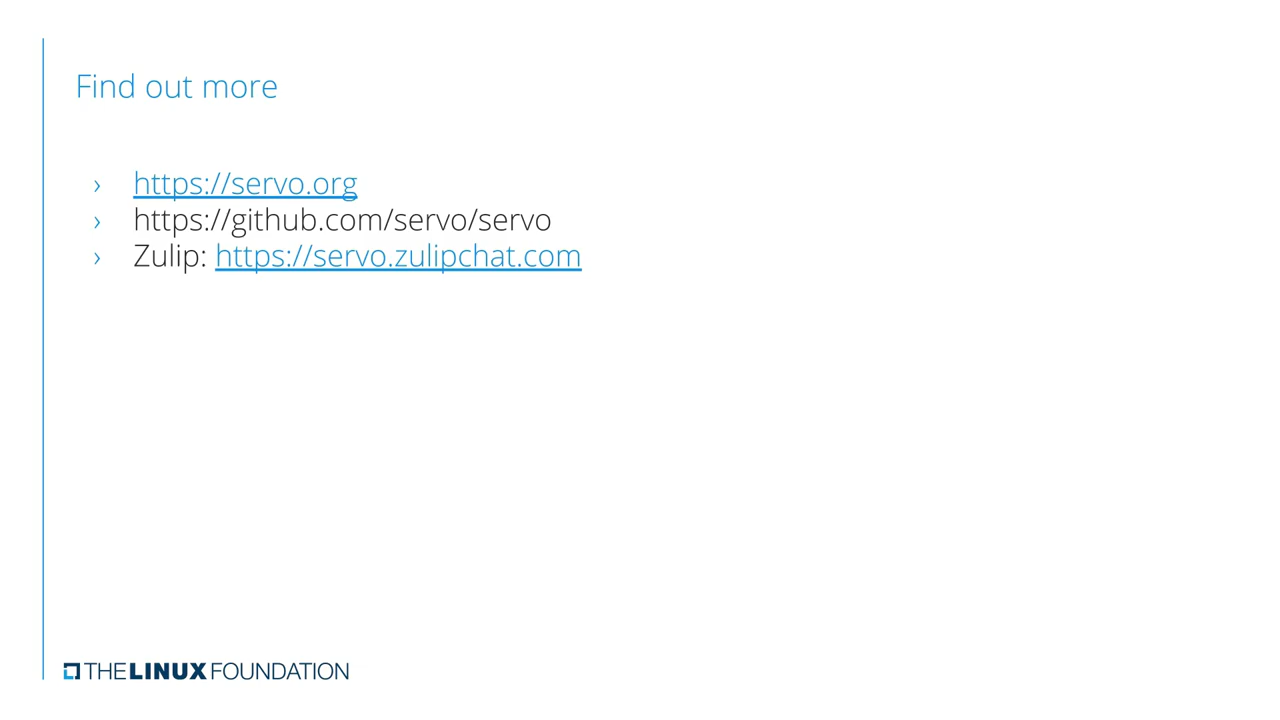 Find out more
› https://servo.org
› https://github.com/servo/servo
› Zulip: https://servo.zulipchat.com
THE LINUX FOUNDATION